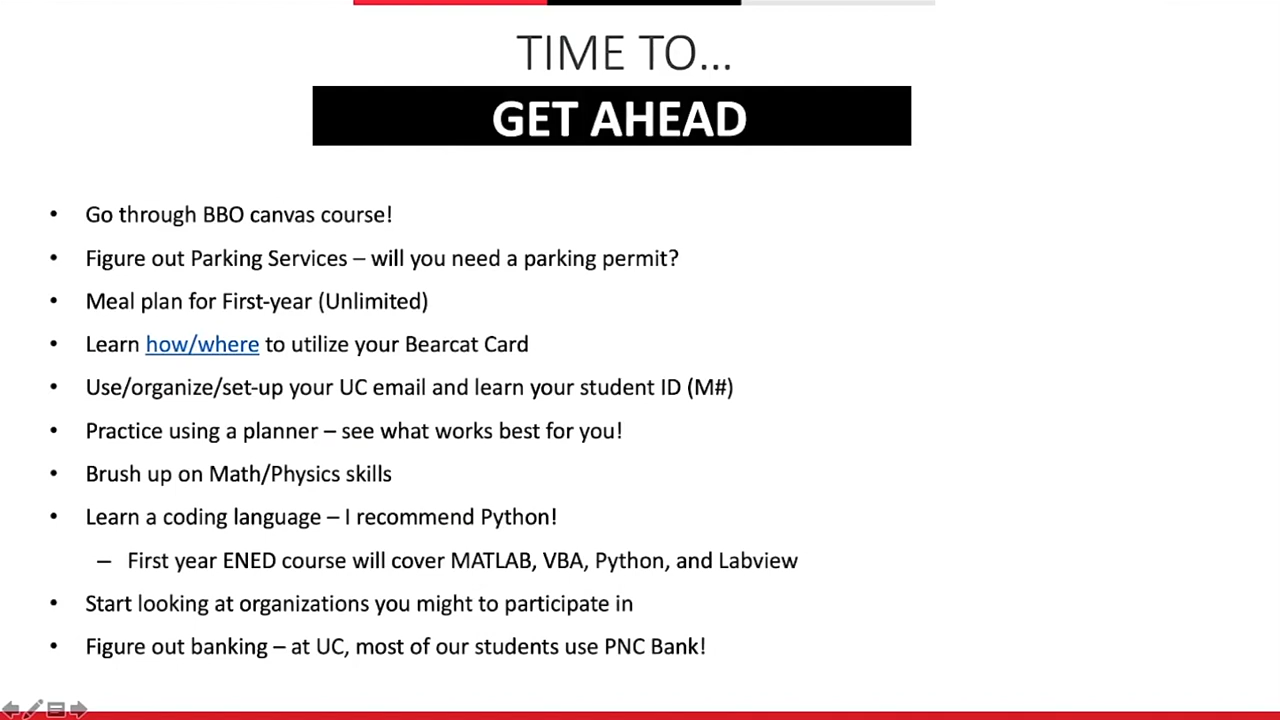 TIME TO...
GET AHEAD
• Go through BBO canvas course!
• Figure out Parking Services – will you need a parking permit?
• Meal plan for First-year (Unlimited)
• Learn how/where to utilize your Bearcat Card
• Use/organize/set-up your UC email and learn your student ID (M#)
• Practice using a planner – see what works best for you!
• Brush up on Math/Physics skills
• Learn a coding language – I recommend Python!
– First year ENED course will cover MATLAB, VBA, Python, and Labview
• Start looking at organizations you might to participate in
• Figure out banking – at UC, most of our students use PNC Bank!